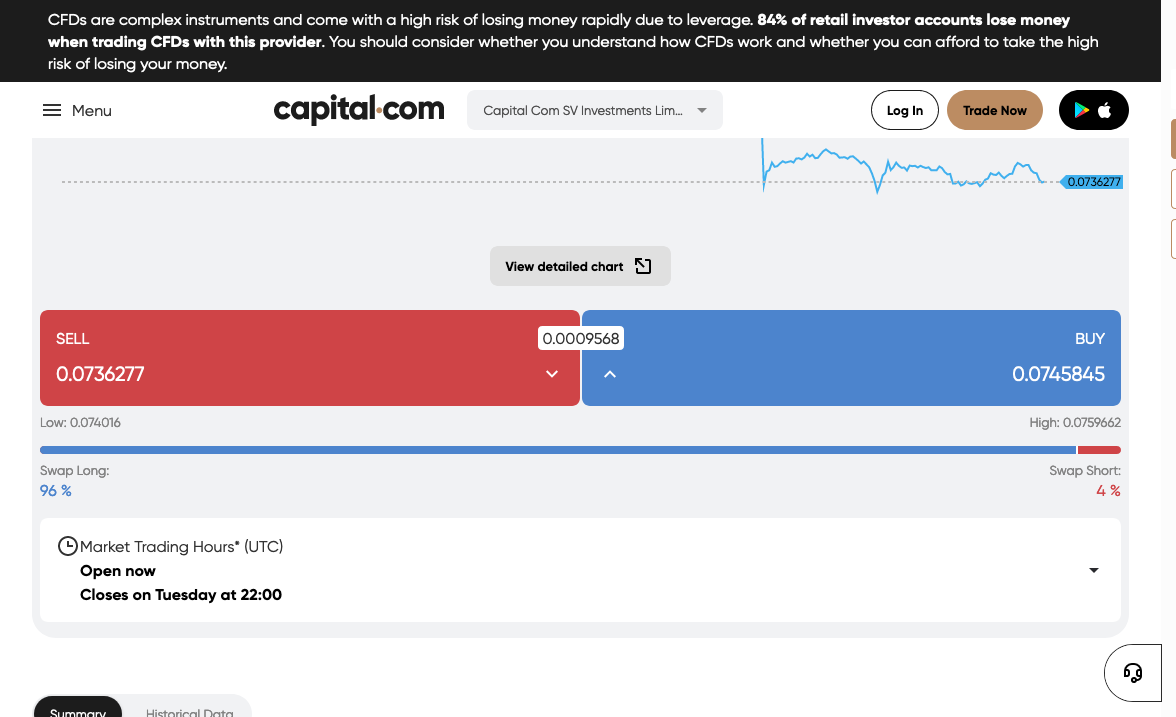 CFDs are complex instruments and come with a high risk of losing money rapidly due to leverage. 84% of retail investor accounts lose money
when trading CFDs with this provider. You should consider whether you understand how CFDs work and whether you can afford to take the high
risk of losing your money.
Menu
capital.com
Capital Com SV Investments Lim...
Log In
Trade Now
0.0736277
View detailed chart
SELL
0.0009568
BUY
0.0736277
0.0745845
Low: 0.074016
High: 0.0759662
Swap Long:
Swap Short:
96 %
4 %
Market Trading Hours* (UTC)
Open now
Closes on Tuesday at 22:00
Summary
Historical Data